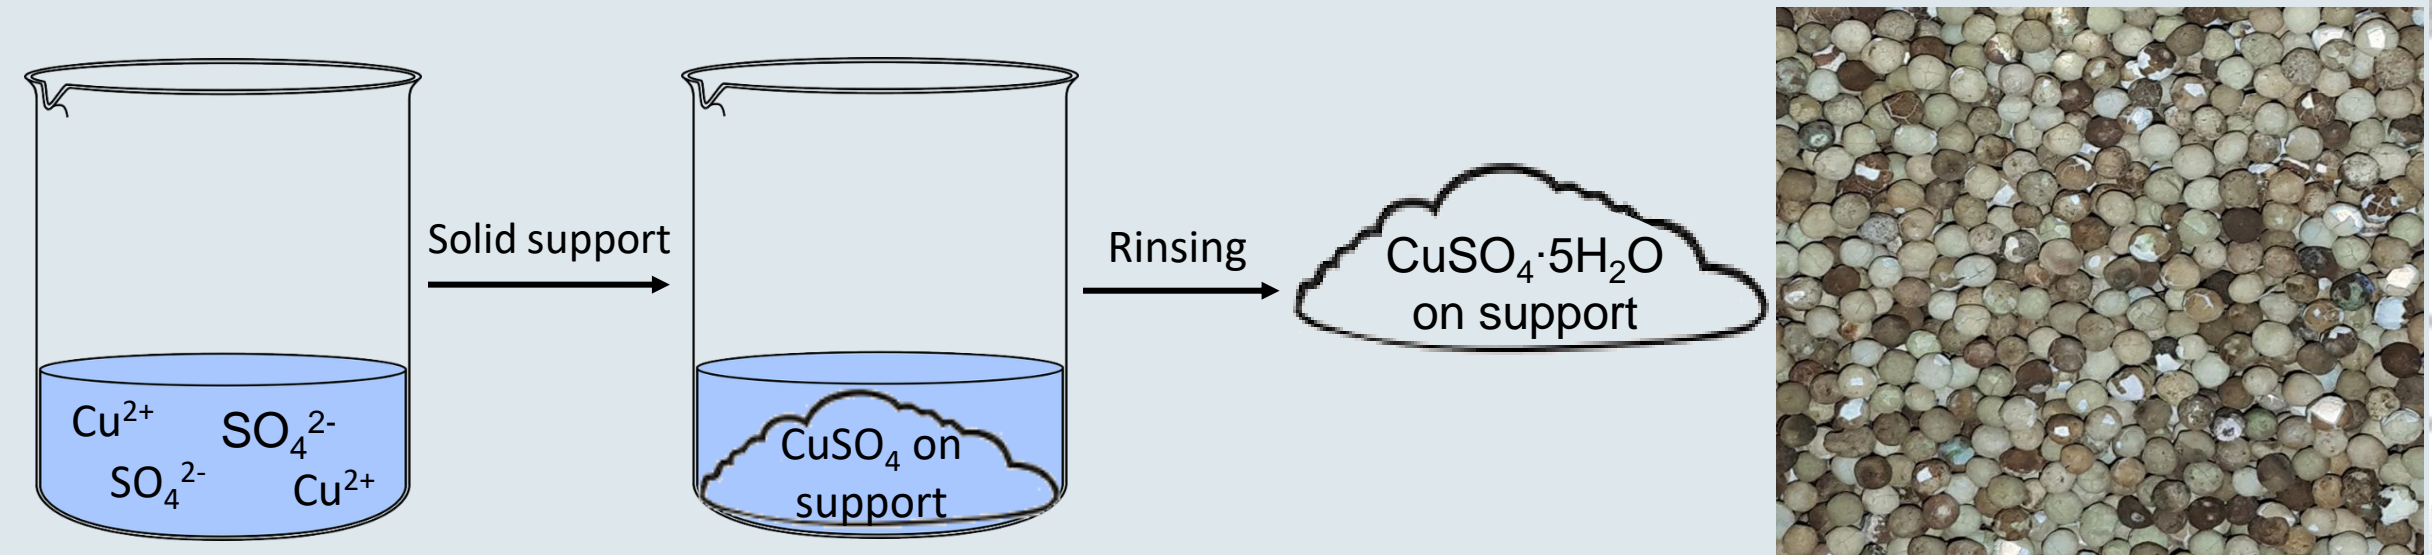 Cu²⁺
SO₄²⁻
SO₄²⁻
Cu²⁺
Solid support
CuSO₄ on
support
Rinsing
CuSO₄·5H₂O
on support